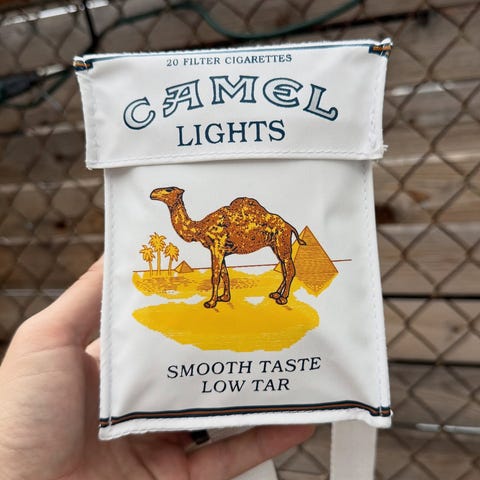 20 FILTER CIGARETTES
CAMEL
LIGHTS
SMOOTH TASTE
LOW TAR